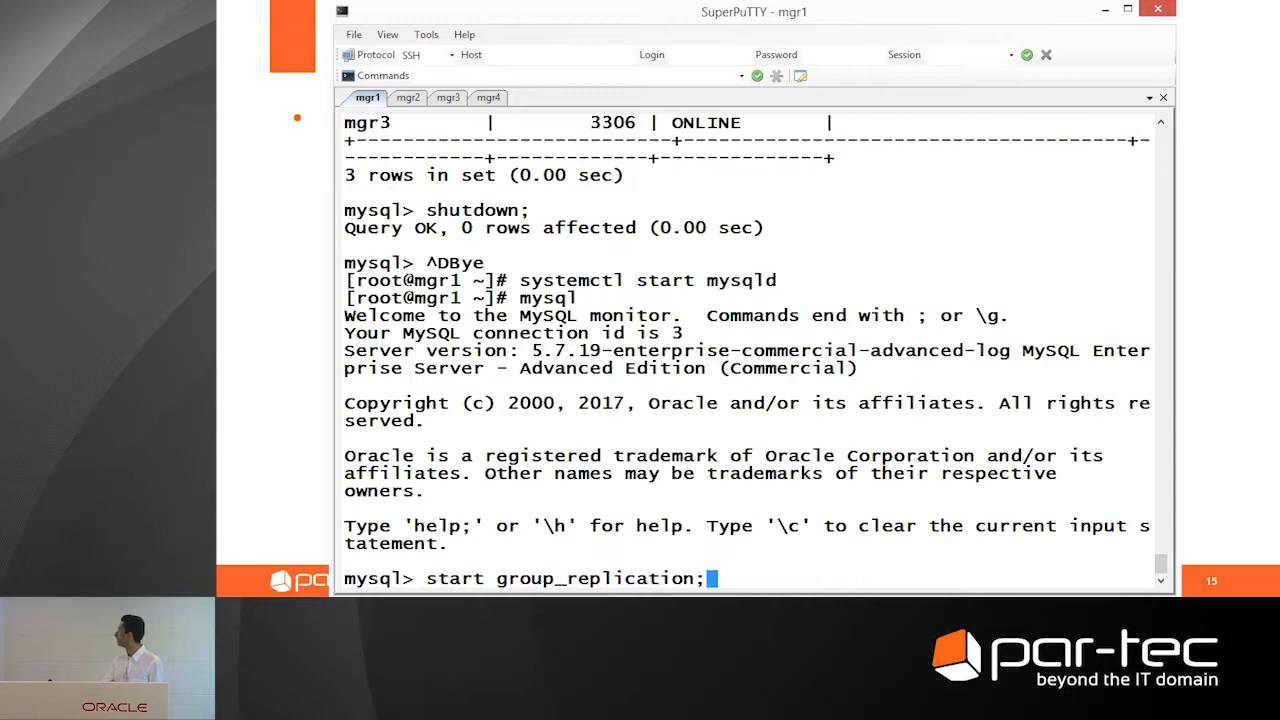 SuperPuTTY - mgr1
File View Tools Help
Protocol SSH Host Login Password Session
Commands
mgr1 mgr2 mgr3 mgr4
mgr3 | 3306 | ONLINE |
+----------------------------+---------------------------------------+-
------------+-------------+--------------+
3 rows in set (0.00 sec)
mysql> shutdown;
Query OK, 0 rows affected (0.00 sec)
mysql> ^DBye
[root@mgr1 ~]# systemctl start mysqld
[root@mgr1 ~]# mysql
Welcome to the MySQL monitor.  Commands end with ; or \g.
Your MySQL connection id is 3
Server version: 5.7.19-enterprise-commercial-advanced-log MySQL Enter
prise Server - Advanced Edition (Commercial)
Copyright (c) 2000, 2017, Oracle and/or its affiliates. All rights re
served.
Oracle is a registered trademark of Oracle Corporation and/or its
affiliates. Other names may be trademarks of their respective
owners.
Type 'help;' or '\h' for help. Type '\c' to clear the current input s
tatement.
mysql> start group_replication;
par
15
ORACLE
par-tec
beyond the IT domain